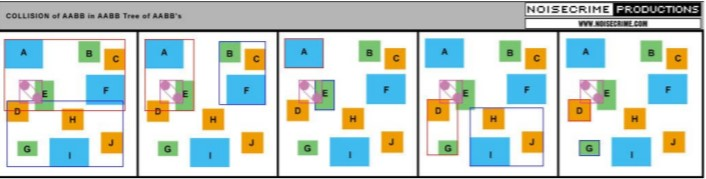 NOISECRIME PRODUCTIONS
COLLISION of AABB in AABB Tree of AABB's
WWW.NOISECRIME.COM
A B C
E F
D H
G I J
A B C
E F
D H
G I J
A B C
E F
D H
G I J
A B C
E F
D H
G I J
A B C
E F
D H
G I J